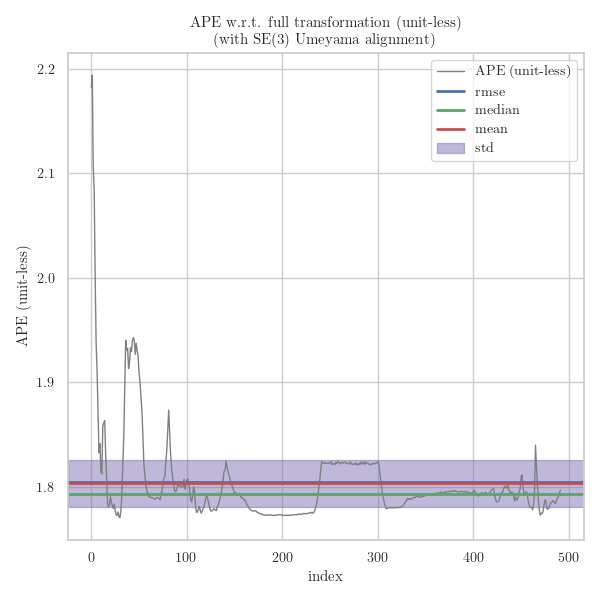 APE w.r.t. full transformation (unit-less)
(with SE(3) Umeyama alignment)
APE (unit-less)
rmse
median
mean
std
2.2
2.1
2.0
1.9
1.8
APE (unit-less)
0
100
200
300
400
500
index